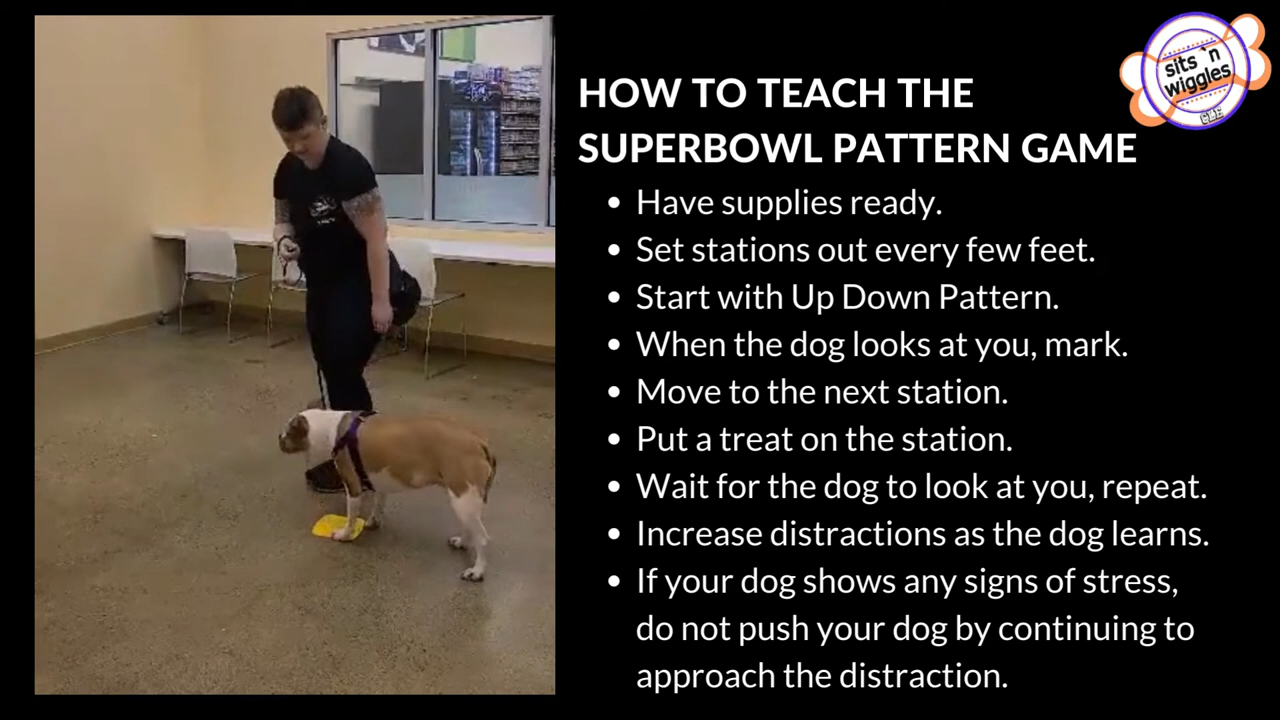 sits 'n
wiggles
CLE
HOW TO TEACH THE
SUPERBOWL PATTERN GAME
• Have supplies ready.
• Set stations out every few feet.
• Start with Up Down Pattern.
• When the dog looks at you, mark.
• Move to the next station.
• Put a treat on the station.
• Wait for the dog to look at you, repeat.
• Increase distractions as the dog learns.
• If your dog shows any signs of stress,
do not push your dog by continuing to
approach the distraction.